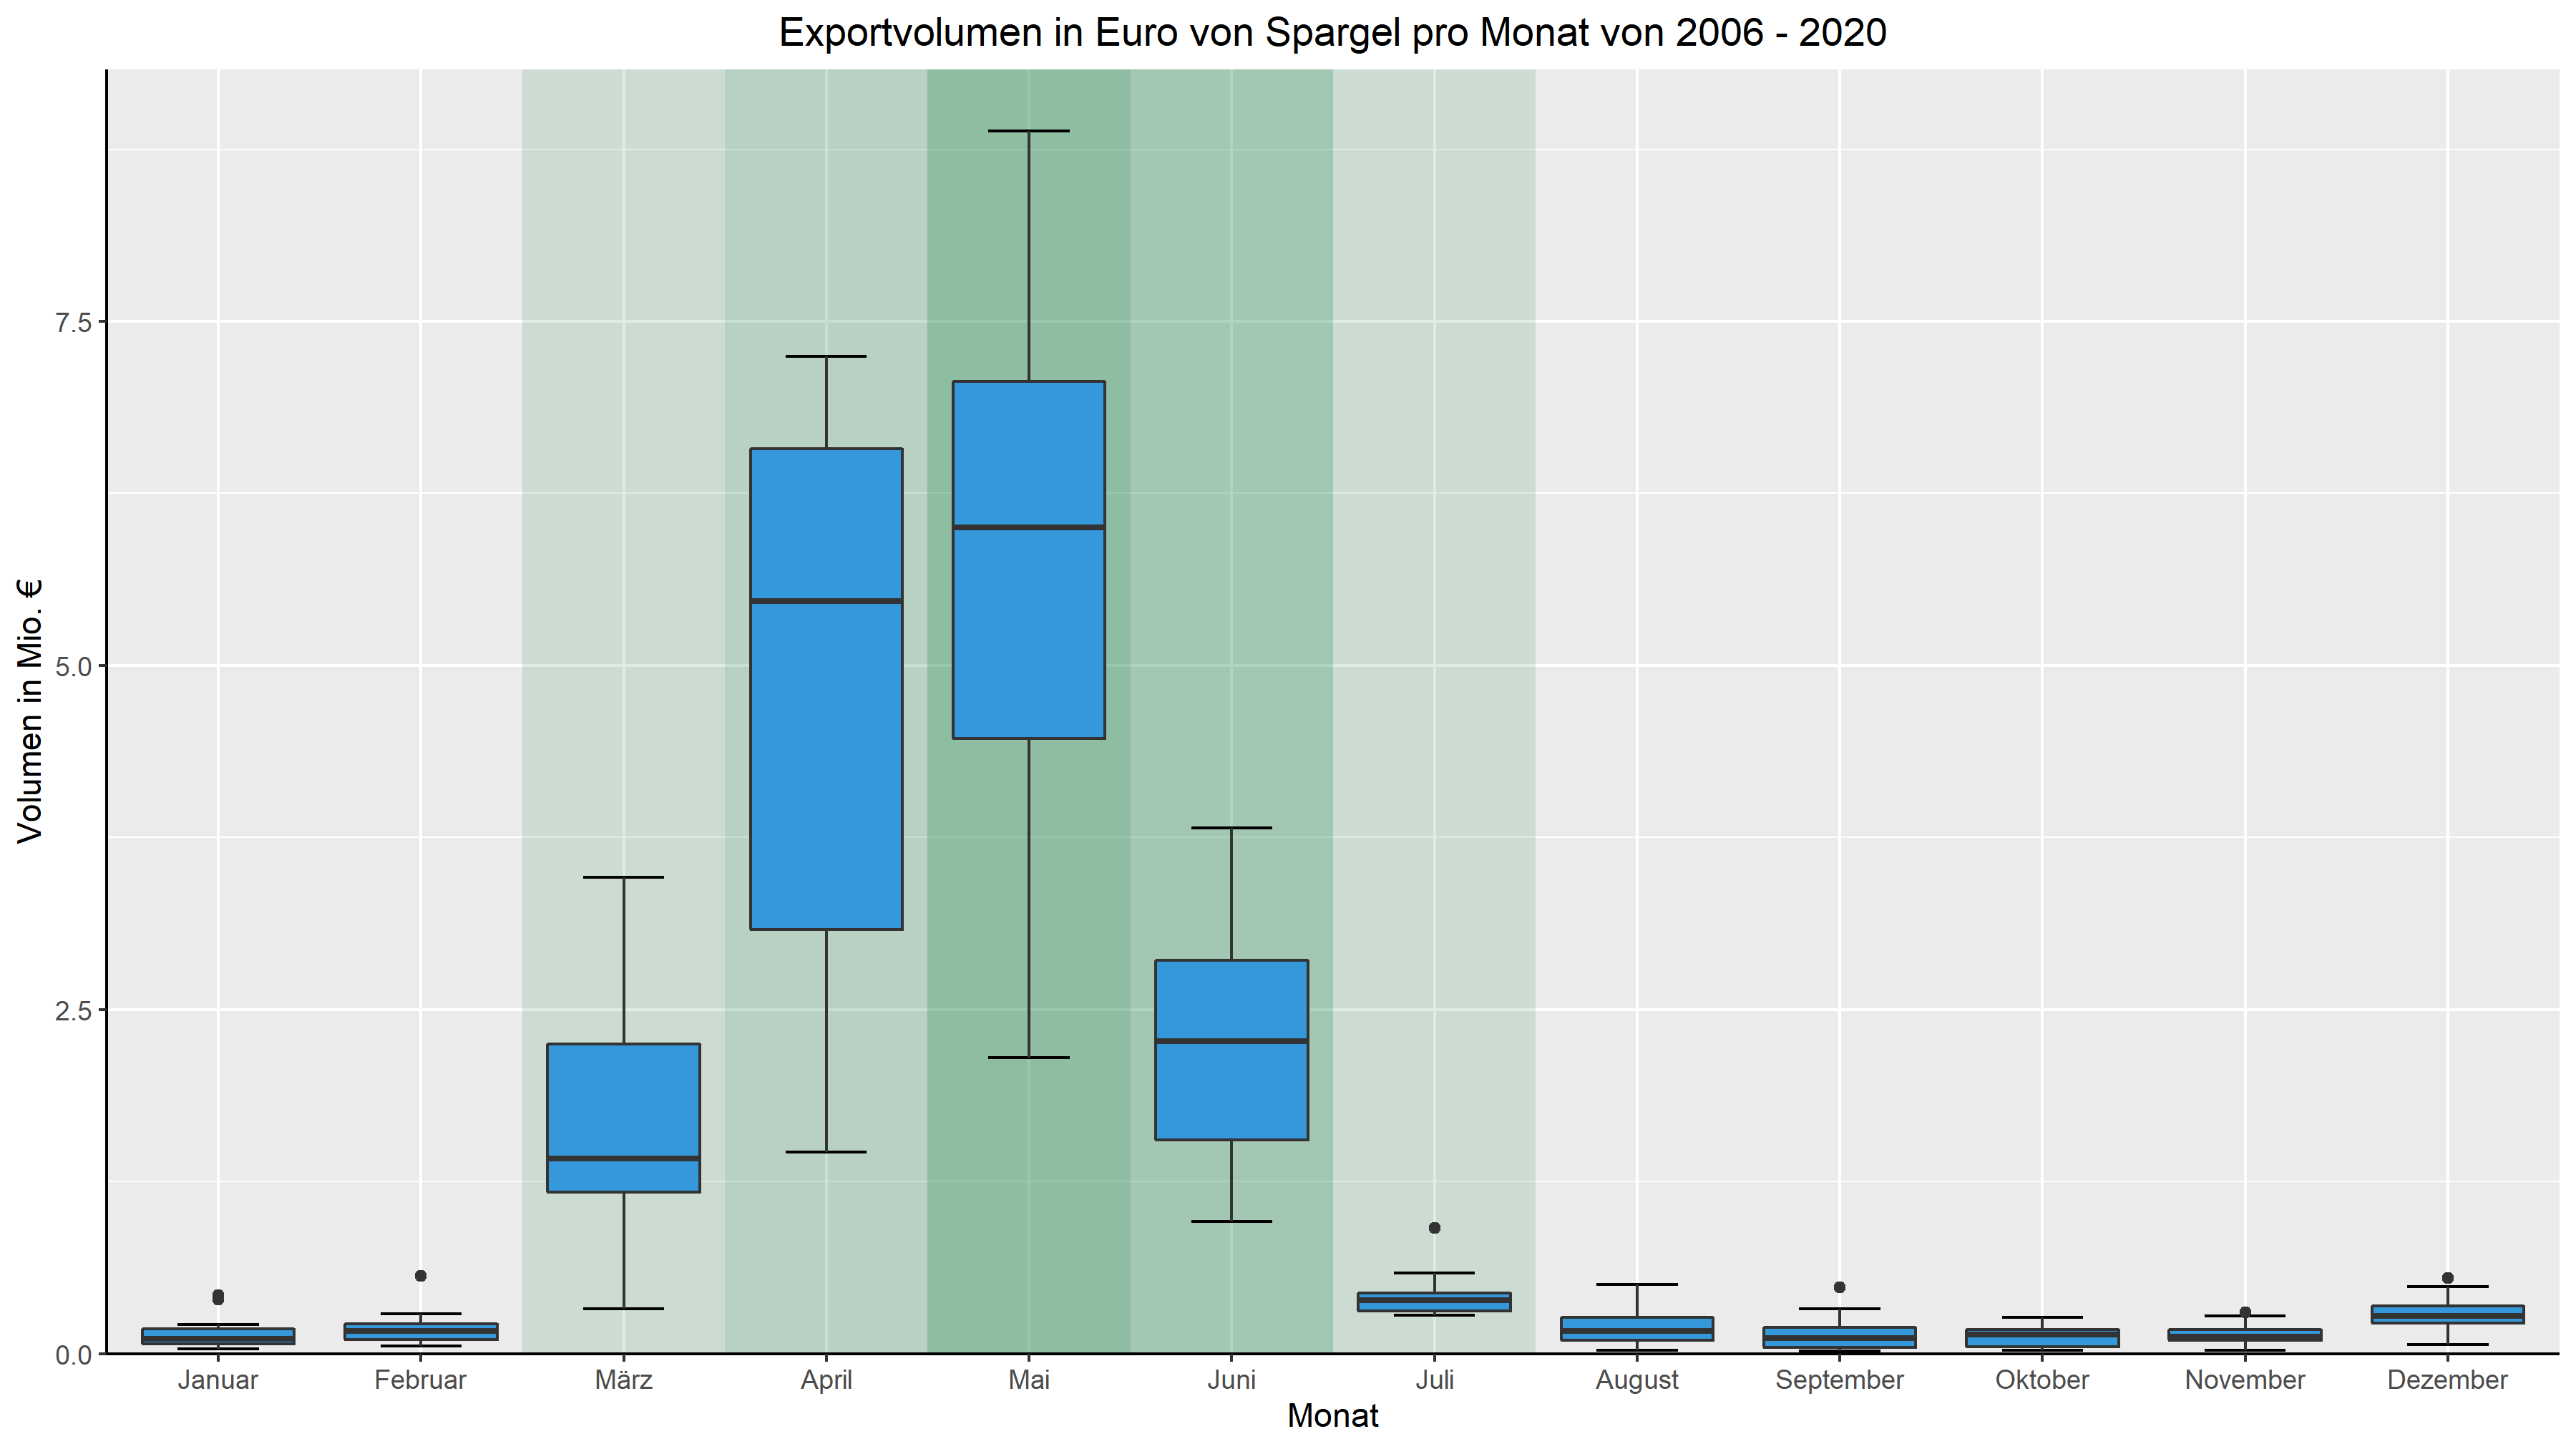 Exportvolumen in Euro von Spargel pro Monat von 2006 - 2020
Volumen in Mio. €
7.5
5.0
2.5
0.0
Januar Februar März April Mai Juni Juli August September Oktober November Dezember
Monat